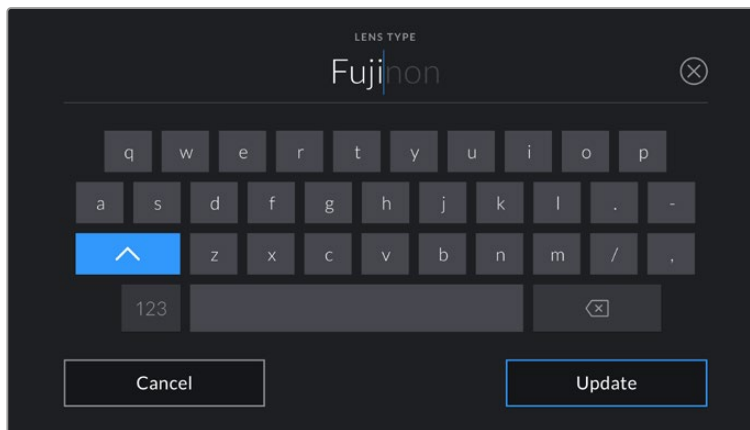 LENS TYPE
Fujinon
q w e r t y u i o p
a s d f g h j k l . -
z x c v b n m / ,
123
Cancel Update